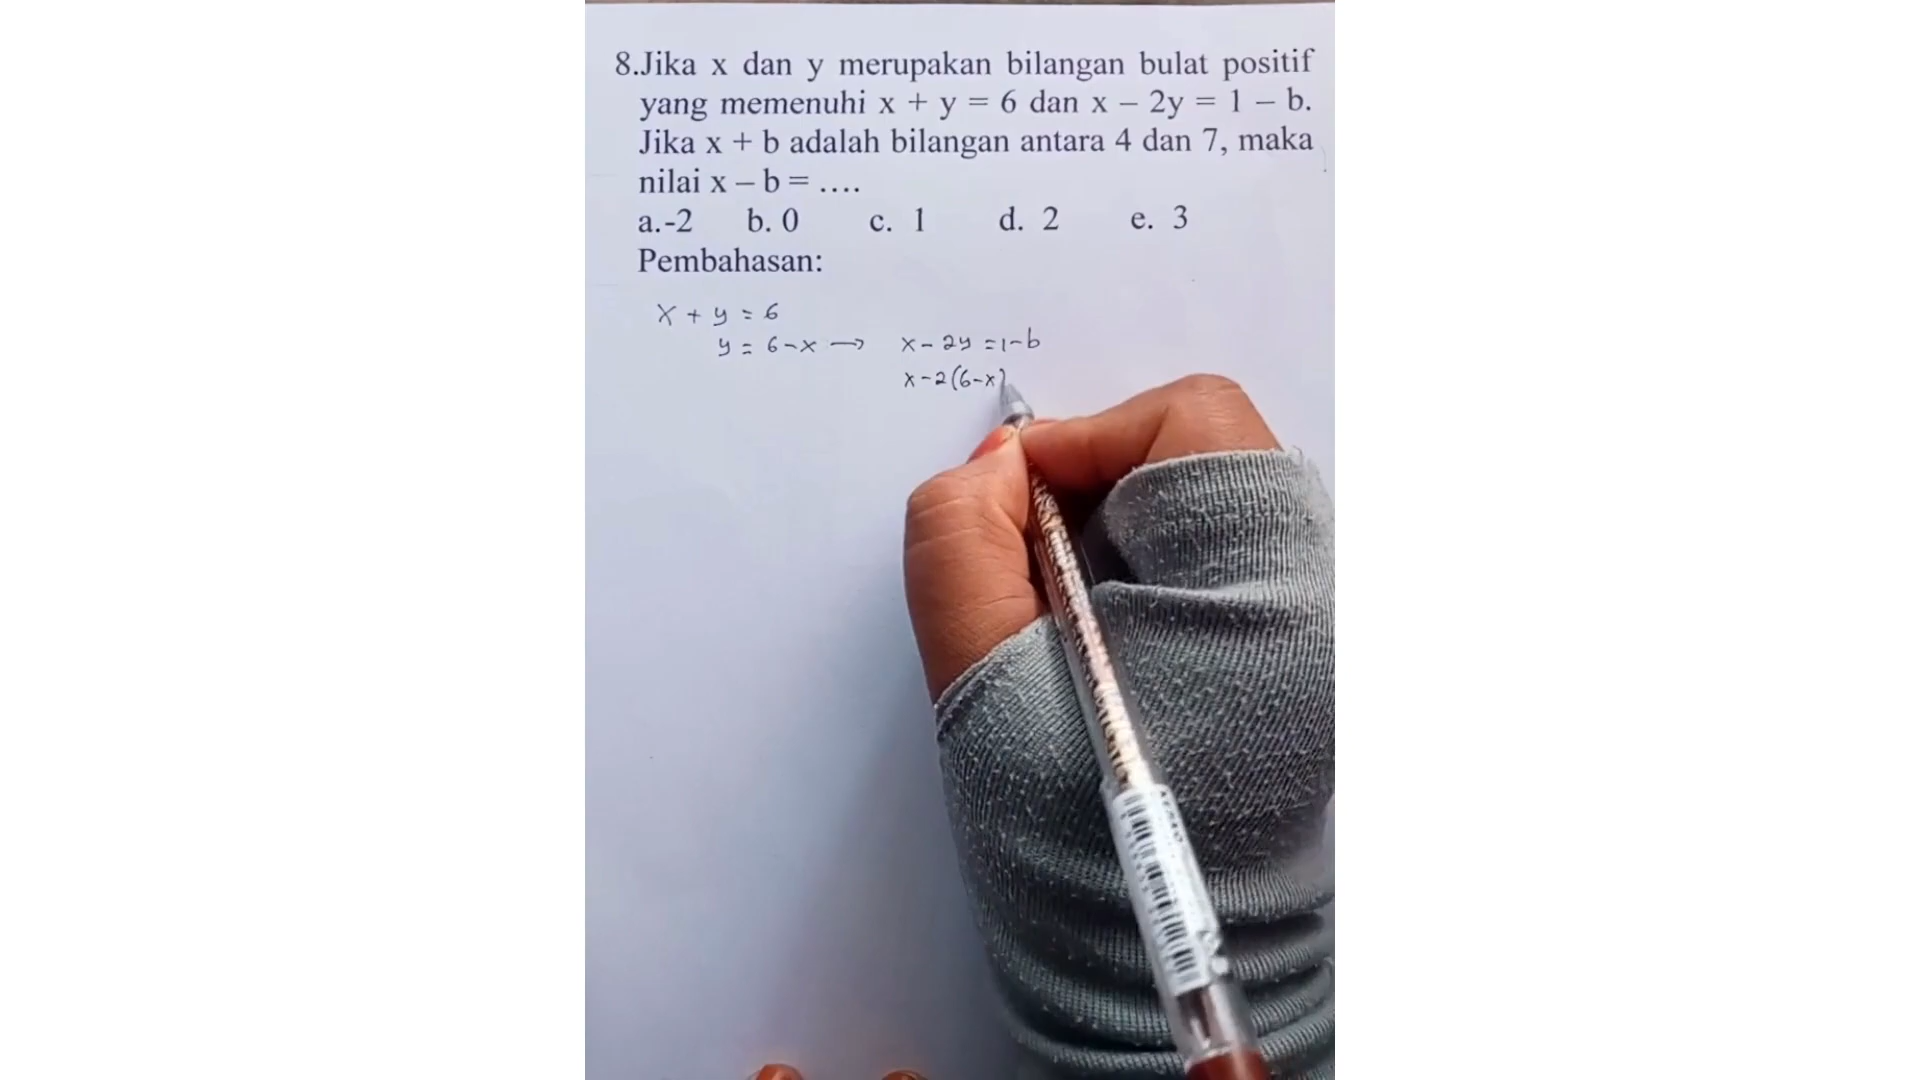 8.Jika x dan y merupakan bilangan bulat positif
yang memenuhi x + y = 6 dan x – 2y = 1 – b.
Jika x + b adalah bilangan antara 4 dan 7, maka
nilai x – b = ....
a.-2 b. 0 c. 1 d. 2 e. 3
Pembahasan:
x + y = 6
y = 6-x → x - 2y = 1-b
x-2(6-x)